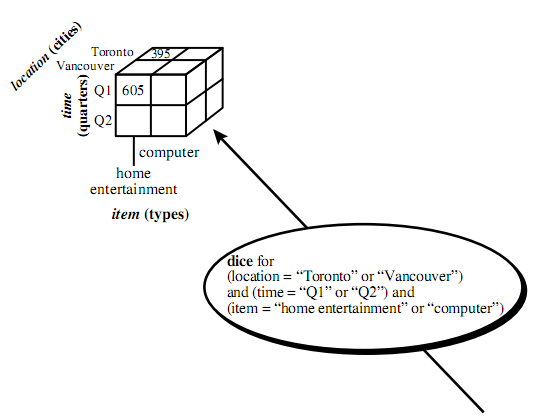 location (cities)
Toronto 395
Vancouver
time
(quarters)
Q1 605
Q2
computer
home
entertainment
item (types)
dice for
(location = “Toronto” or “Vancouver”)
and (time = “Q1” or “Q2”) and
(item = “home entertainment” or “computer”)